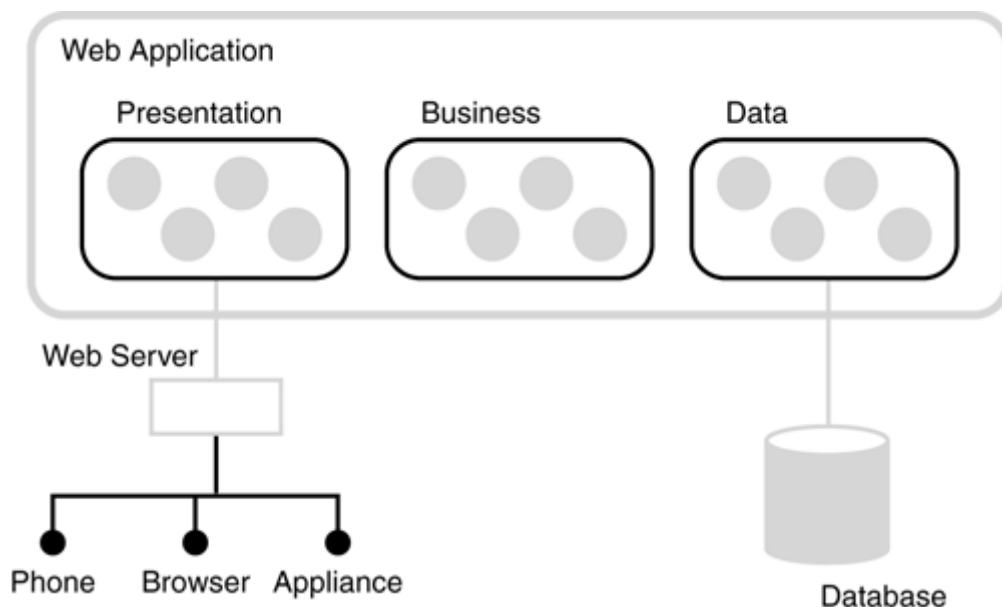 Web Application
Presentation
Business
Data
Web Server
Phone
Browser
Appliance
Database